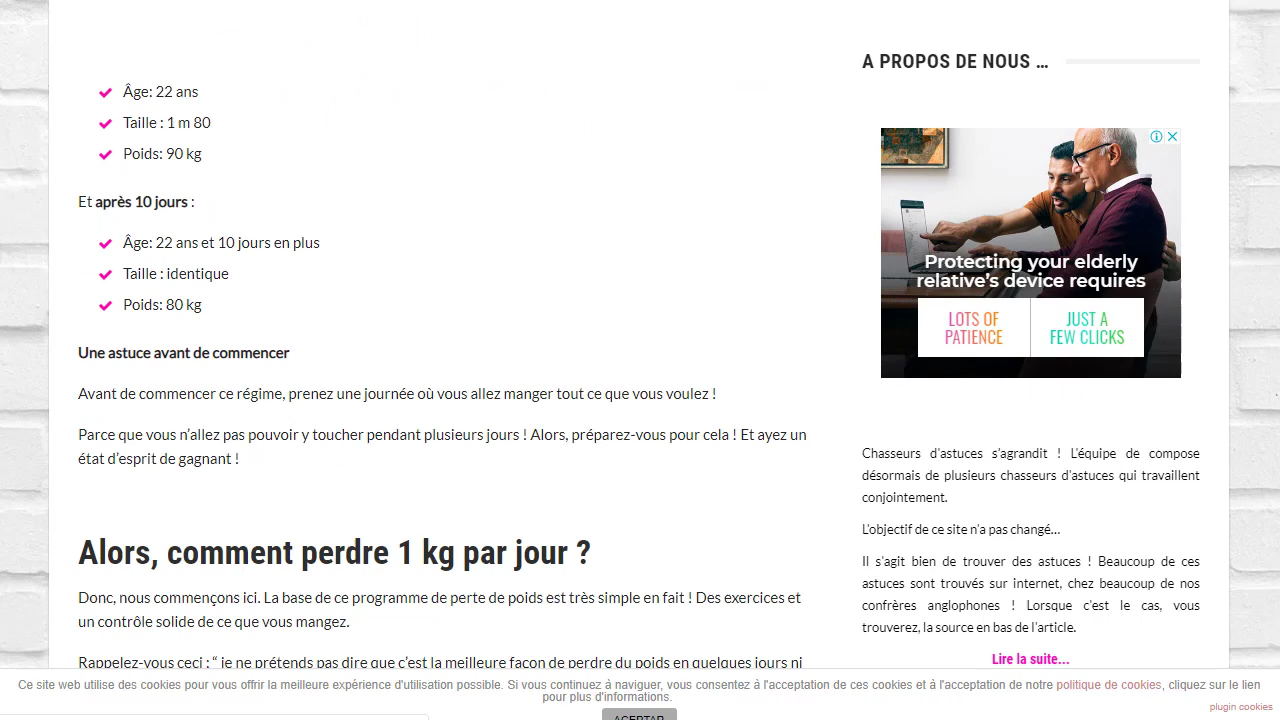 Âge: 22 ans
Taille : 1 m 80
Poids: 90 kg
Et après 10 jours :
Âge: 22 ans et 10 jours en plus
Taille : identique
Poids: 80 kg
Une astuce avant de commencer
Avant de commencer ce régime, prenez une journée où vous allez manger tout ce que vous voulez !
Parce que vous n’allez pas pouvoir y toucher pendant plusieurs jours ! Alors, préparez-vous pour cela ! Et ayez un
état d’esprit de gagnant !
Alors, comment perdre 1 kg par jour ?
Donc, nous commençons ici. La base de ce programme de perte de poids est très simple en fait ! Des exercices et
un contrôle solide de ce que vous mangez.
Rappelez-vous ceci : “ je ne prétends pas dire que c’est la meilleure façon de perdre du poids en quelques jours ni
A PROPOS DE NOUS ...
Protecting your elderly
relative's device requires
LOTS OF
PATIENCE
JUST A
FEW CLICKS
Chasseurs d'astuces s'agrandit ! L'équipe de compose
désormais de plusieurs chasseurs d'astuces qui travaillent
conjointement.
L'objectif de ce site n'a pas changé...
Il s'agit bien de trouver des astuces ! Beaucoup de ces
astuces sont trouvés sur internet, chez beaucoup de nos
confrères anglophones ! Lorsque c'est le cas, vous
trouverez, la source en bas de l'article.
Lire la suite...
Ce site web utilise des cookies pour vous offrir la meilleure expérience d'utilisation possible. Si vous continuez à naviguer, vous consentez à l'acceptation de ces cookies et à l'acceptation de notre politique de cookies, cliquez sur le lien
pour plus d'informations.
plugin cookies
ACEPTAR